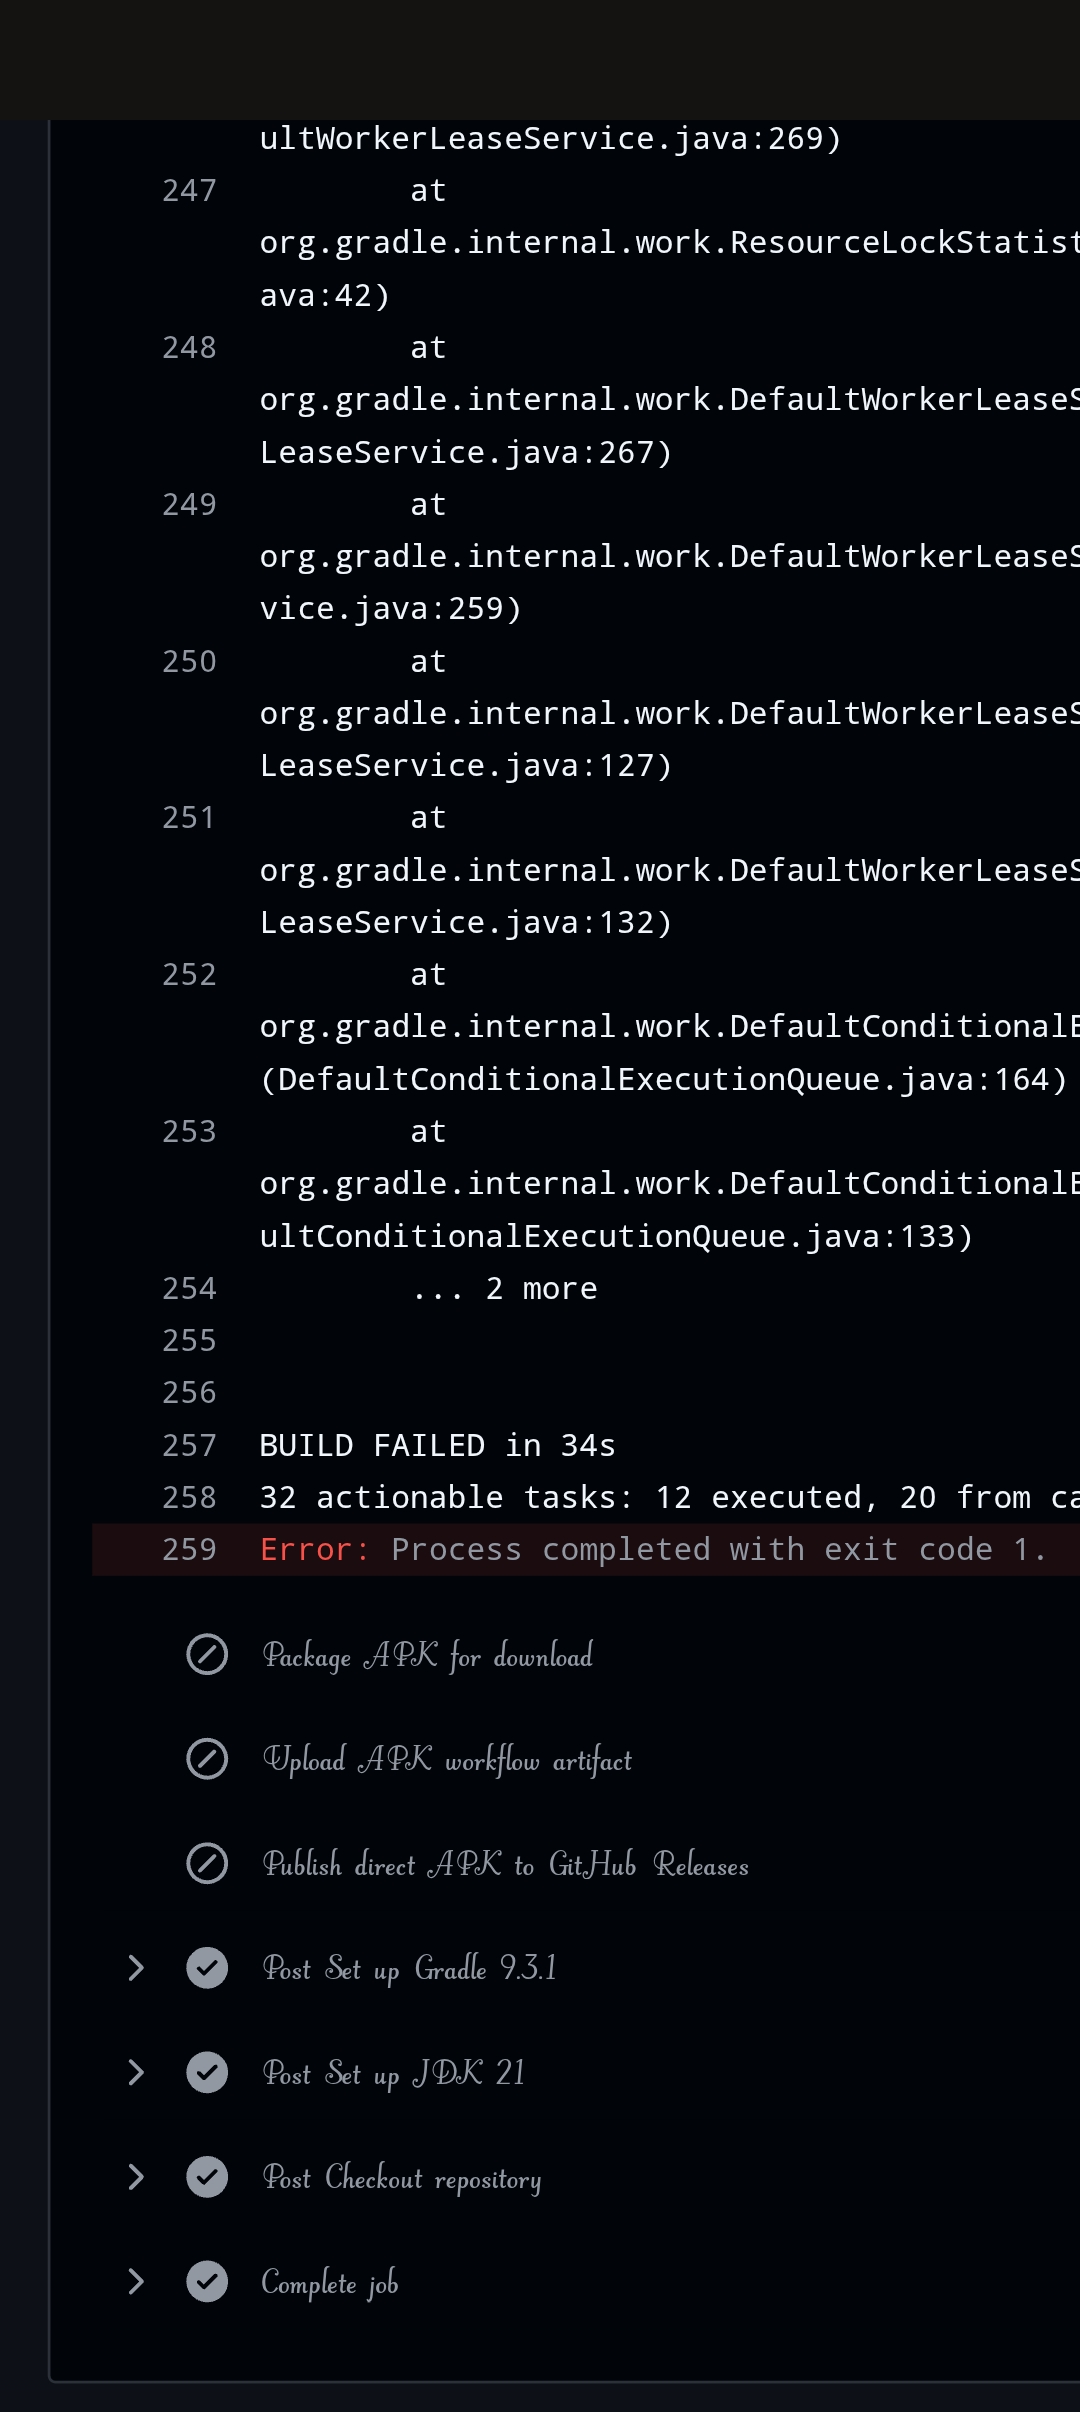 ultWorkerLeaseService.java:269)
247 at
org.gradle.internal.work.ResourceLockStatist
ava:42)
248 at
org.gradle.internal.work.DefaultWorkerLeaseS
LeaseService.java:267)
249 at
org.gradle.internal.work.DefaultWorkerLeaseS
vice.java:259)
250 at
org.gradle.internal.work.DefaultWorkerLeaseS
LeaseService.java:127)
251 at
org.gradle.internal.work.DefaultWorkerLeaseS
LeaseService.java:132)
252 at
org.gradle.internal.work.DefaultConditionalE
(DefaultConditionalExecutionQueue.java:164)
253 at
org.gradle.internal.work.DefaultConditionalE
ultConditionalExecutionQueue.java:133)
254 ... 2 more
255
256
257 BUILD FAILED in 34s
258 32 actionable tasks: 12 executed, 20 from ca
259 Error: Process completed with exit code 1.
Package APK for download
Upload APK workflow artifact
Publish direct APK to GitHub Releases
Post Set up Gradle 9.3.1
Post Set up JDK 21
Post Checkout repository
Complete job